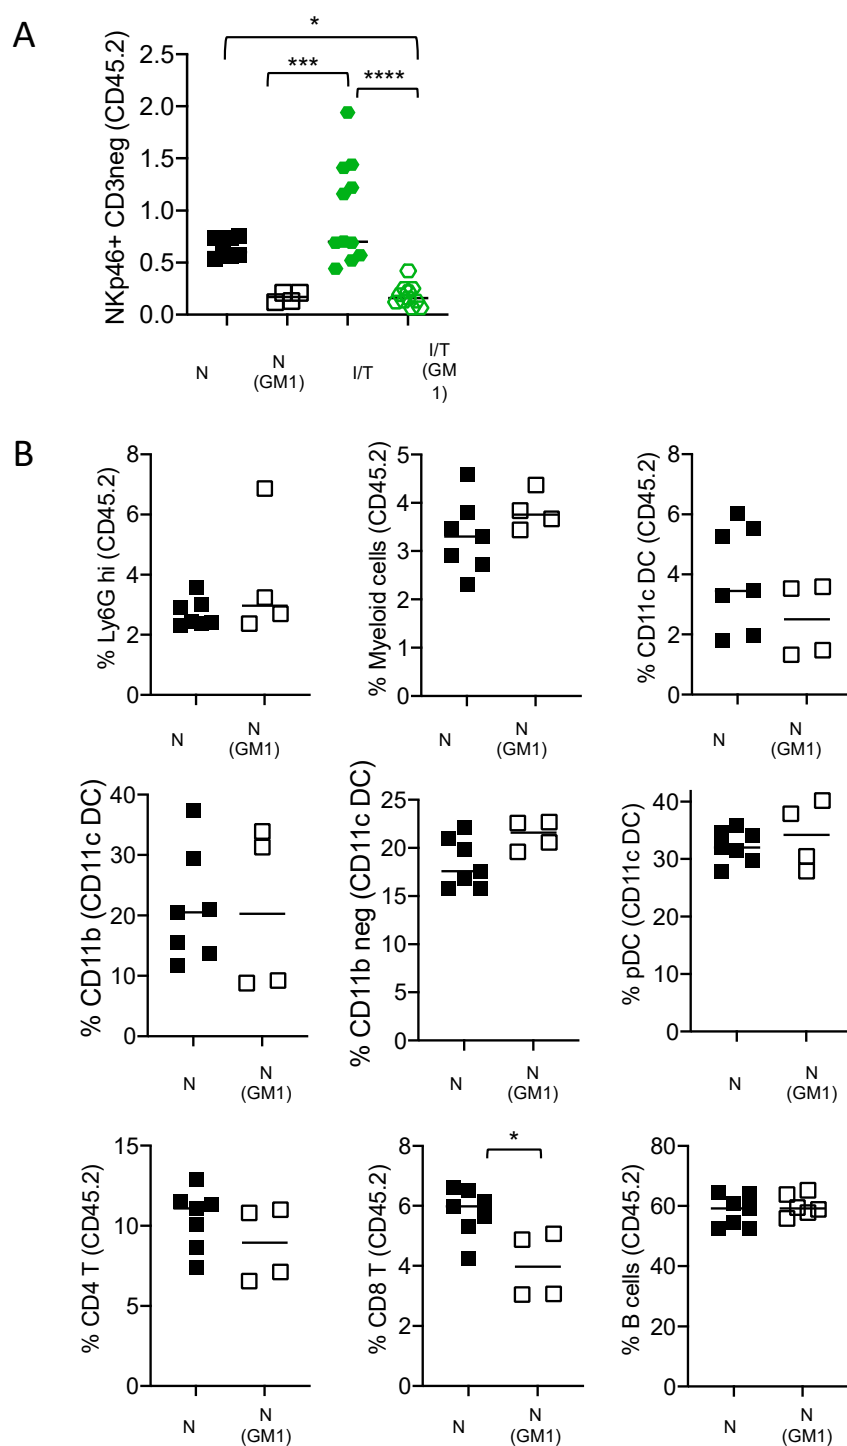 A
*
***
****
NKp46+ CD3neg (CD45.2)
2.5
2.0
1.5
1.0
0.5
0.0
N
N
(GM1)
I/T
I/T
(GM
1)
B
% Ly6G hi (CD45.2)
8
6
4
2
0
N
N
(GM1)
% Myeloid cells (CD45.2)
5
4
3
2
1
0
N
N
(GM1)
% CD11c DC (CD45.2)
8
6
4
2
0
N
N
(GM1)
% CD11b (CD11c DC)
40
30
20
10
0
N
N
(GM1)
% CD11b neg (CD11c DC)
25
20
15
10
5
0
N
N
(GM1)
% pDC (CD11c DC)
40
30
20
10
0
N
N
(GM1)
% CD4 T (CD45.2)
15
10
5
0
N
N
(GM1)
% CD8 T (CD45.2)
8
6
4
2
0
*
N
N
(GM1)
% B cells (CD45.2)
80
60
40
20
0
N
N
(GM1)